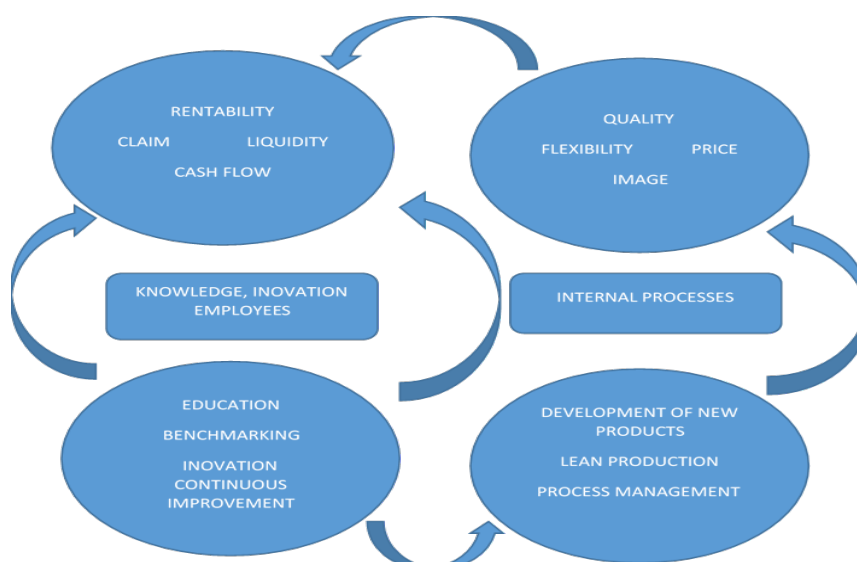 RENTABILITY
CLAIM LIQUIDITY
CASH FLOW
QUALITY
FLEXIBILITY PRICE
IMAGE
KNOWLEDGE, INOVATION
EMPLOYEES
INTERNAL PROCESSES
EDUCATION
BENCHMARKING
INOVATION
CONTINUOUS
IMPROVEMENT
DEVELOPMENT OF NEW
PRODUCTS
LEAN PRODUCTION
PROCESS MANAGEMENT